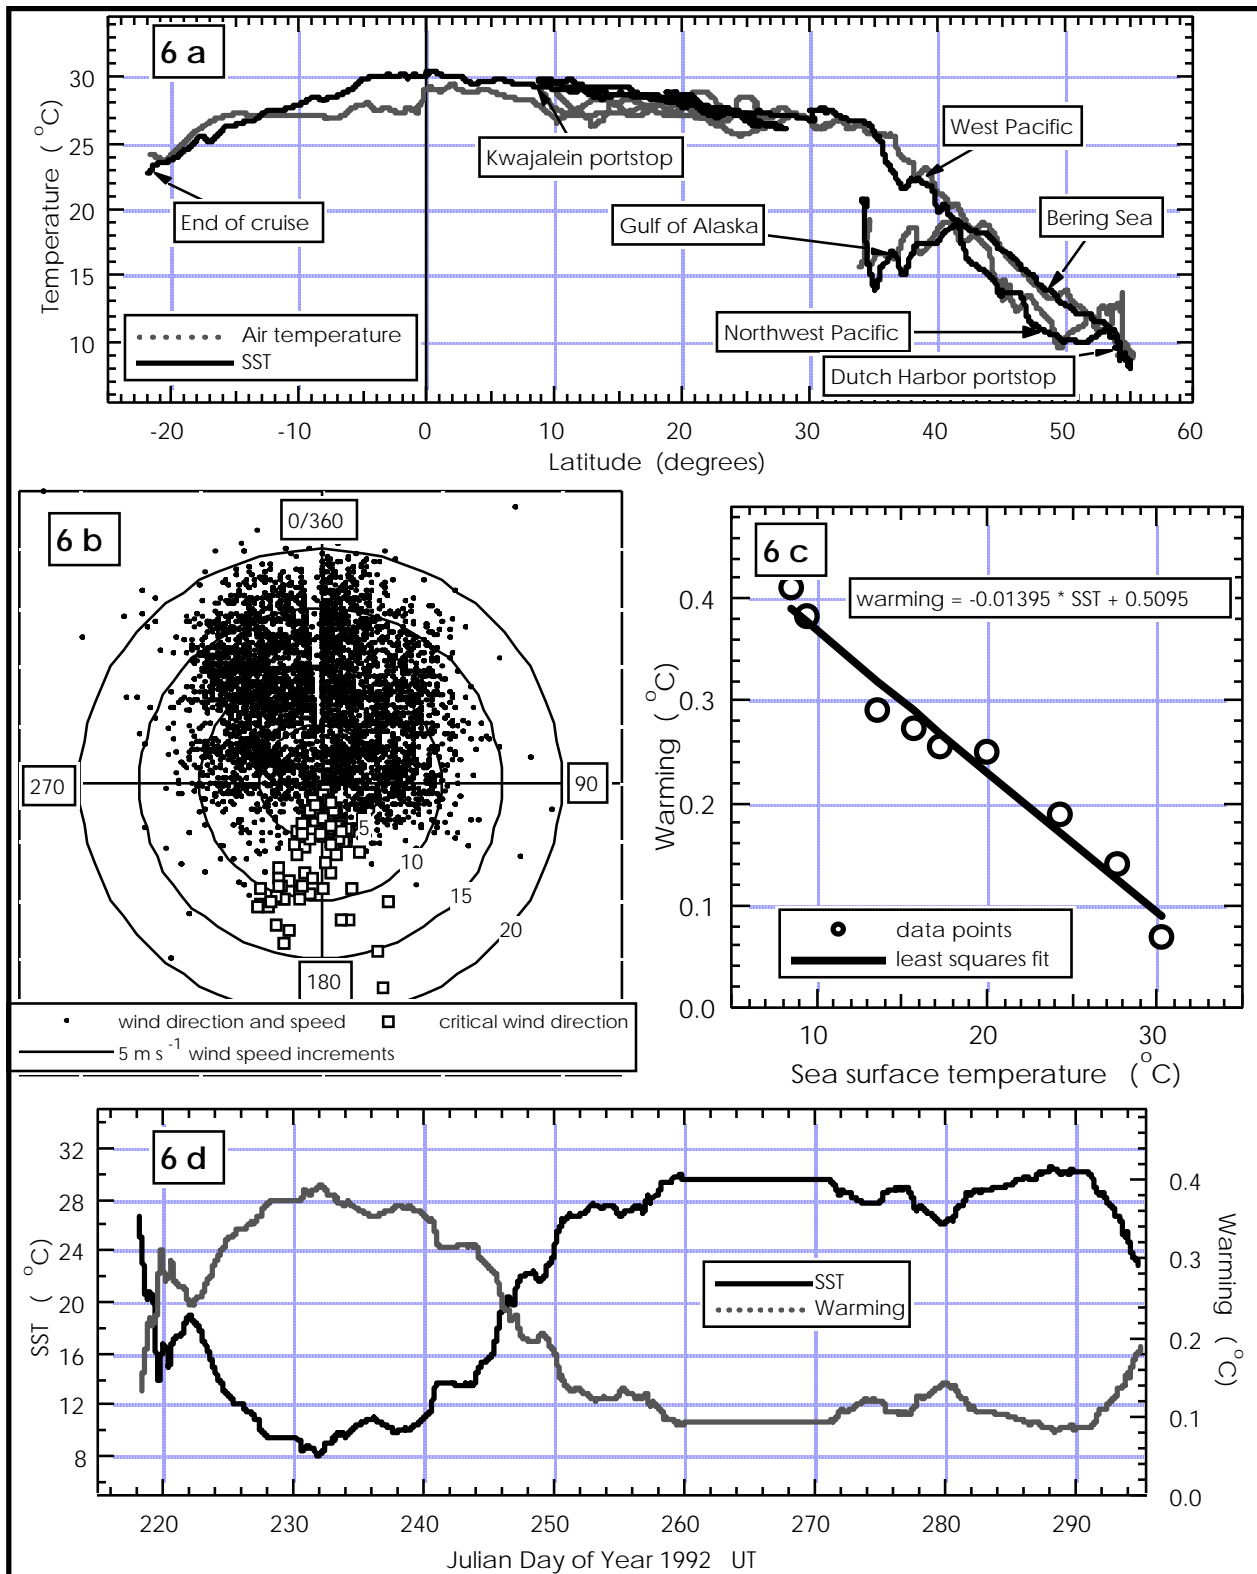 6 a
Temperature ( °C)
30
25
20
15
10
West Pacific
Kwajalein portstop
End of cruise
Gulf of Alaska
Bering Sea
Northwest Pacific
Dutch Harbor portstop
Air temperature
SST
-20 -10 0 10 20 30 40 50 60
Latitude (degrees)
6 b
0/360
270
90
5
10
15
20
180
wind direction and speed critical wind direction
5 m s -1 wind speed increments
6 c
warming = -0.01395 * SST + 0.5095
Warming ( °C)
0.4
0.3
0.2
0.1
0.0
data points
least squares fit
10 20 30
Sea surface temperature ( °C)
6 d
SST ( °C)
32
28
24
20
16
12
8
SST
Warming
0.4
0.3
0.2
0.1
0.0
Warming ( °C)
220 230 240 250 260 270 280 290
Julian Day of Year 1992 UT